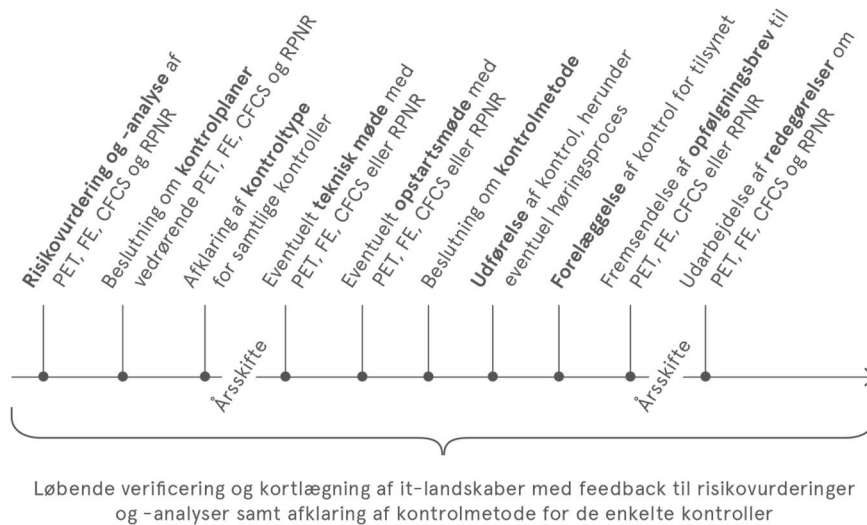 Risikovurdering og -analyse af
PET, FE, CFCS og RPNR
Beslutning om kontrolplaner
vedrørende PET, FE, CFCS og RPNR
Afklaring af kontroltype
for samtlige kontroller
Årsskifte
Eventuelt teknisk møde med
PET, FE, CFCS eller RPNR
Eventuelt opstartsmøde med
PET, FE, CFCS eller RPNR
Beslutning om kontrolmetode
Udførelse af kontrol, herunder
eventuel høringsproces
Forelæggelse af kontrol for tilsynet
Fremsendelse af opfølgningsbrev til
PET, FE, CFCS eller RPNR
Årsskifte
Udarbejdelse af redegørelser om
PET, FE, CFCS og RPNR
Løbende verificering og kortlægning af it-landskaber med feedback til risikovurderinger
og -analyser samt afklaring af kontrolmetode for de enkelte kontroller